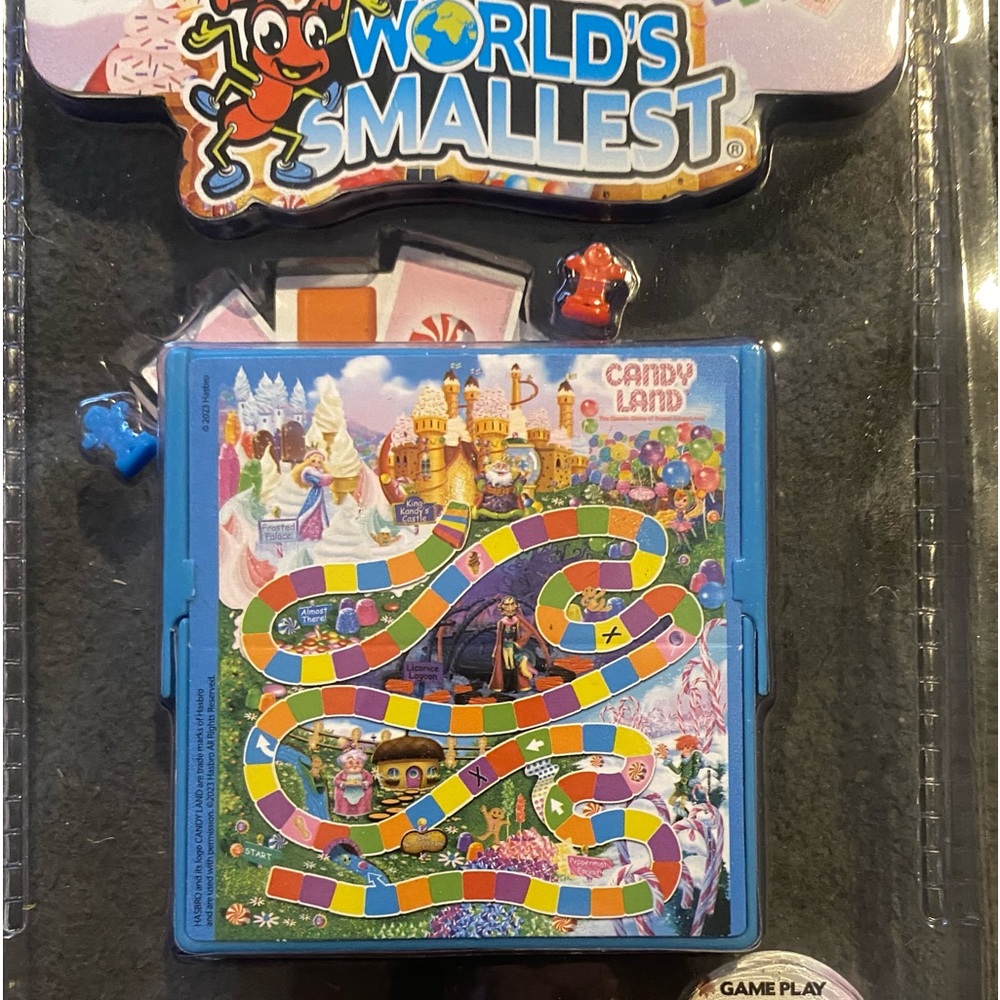 WORLD'S
SMALLEST®
© 2023 Hasbro
CANDY
LAND
King
Kandy's
Castle
Frosted
Palace
Almost
There!
Licorice
Lagoon
X
X
START
Peppermint
Forest
HASBRO and its logo CANDY LAND are trade marks of Hasbro
and are used with permission. ©2023 Hasbro All Rights Reserved.
GAME PLAY